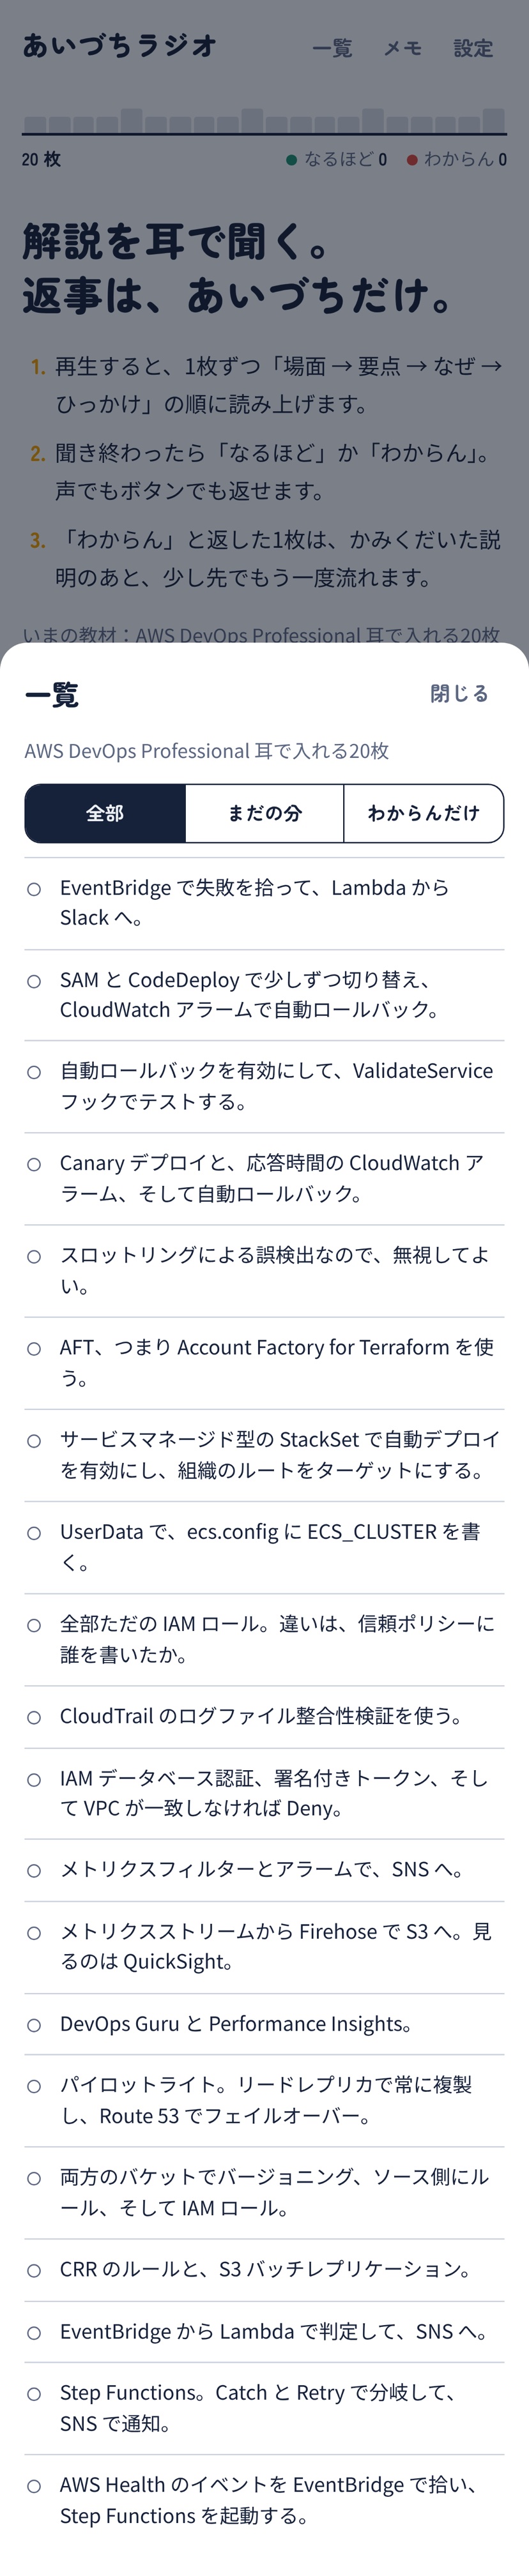 あいづちラジオ 一覧 メモ 設定
20 枚 なるほど 0 わからん 0
解説を耳で聞く。
返事は、あいづちだけ。
1. 再生すると、1枚ずつ「場面 → 要点 → なぜ →
ひっかけ」の順に読み上げます。
2. 聞き終わったら「なるほど」か「わからん」。
声でもボタンでも返せます。
3. 「わからん」と返した1枚は、かみくだいた説
明のあと、少し先でもう一度流れます。
いまの教材：AWS DevOps Professional 耳で入れる20枚
一覧 閉じる
AWS DevOps Professional 耳で入れる20枚
全部 まだの分 わからんだけ
EventBridge で失敗を拾って、Lambda から
Slack へ。
SAM と CodeDeploy で少しずつ切り替え、
CloudWatch アラームで自動ロールバック。
自動ロールバックを有効にして、ValidateService
フックでテストする。
Canary デプロイと、応答時間の CloudWatch ア
ラーム、そして自動ロールバック。
スロットリングによる誤検出なので、無視してよ
い。
AFT、つまり Account Factory for Terraform を使
う。
サービスマネージド型の StackSet で自動デプロイ
を有効にし、組織のルートをターゲットにする。
UserData で、ecs.config に ECS_CLUSTER を書
く。
全部ただの IAM ロール。違いは、信頼ポリシーに
誰を書いたか。
CloudTrail のログファイル整合性検証を使う。
IAM データベース認証、署名付きトークン、そし
て VPC が一致しなければ Deny。
メトリクスフィルターとアラームで、SNS へ。
メトリクスストリームから Firehose で S3 へ。見
るのは QuickSight。
DevOps Guru と Performance Insights。
パイロットライト。リードレプリカで常に複製
し、Route 53 でフェイルオーバー。
両方のバケットでバージョニング、ソース側にル
ール、そして IAM ロール。
CRR のルールと、S3 バッチレプリケーション。
EventBridge から Lambda で判定して、SNS へ。
Step Functions。Catch と Retry で分岐して、
SNS で通知。
AWS Health のイベントを EventBridge で拾い、
Step Functions を起動する。